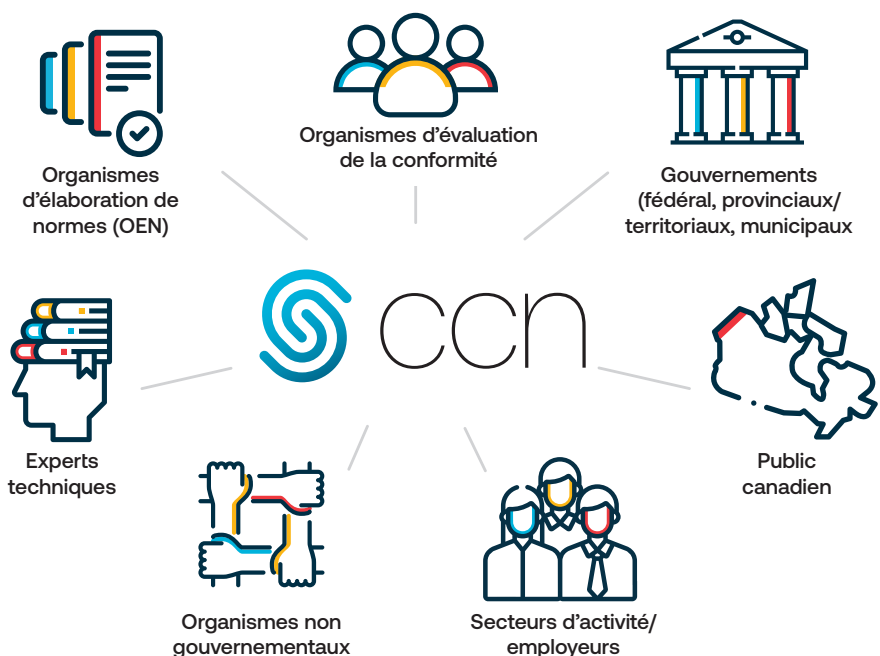 Organismes d'évaluation
de la conformité
Organismes
d'élaboration de
normes (OEN)
Gouvernements
(fédéral, provinciaux/
territoriaux, municipaux
ccn
Experts
techniques
Public
canadien
Organismes non
gouvernementaux
Secteurs d'activité/
employeurs